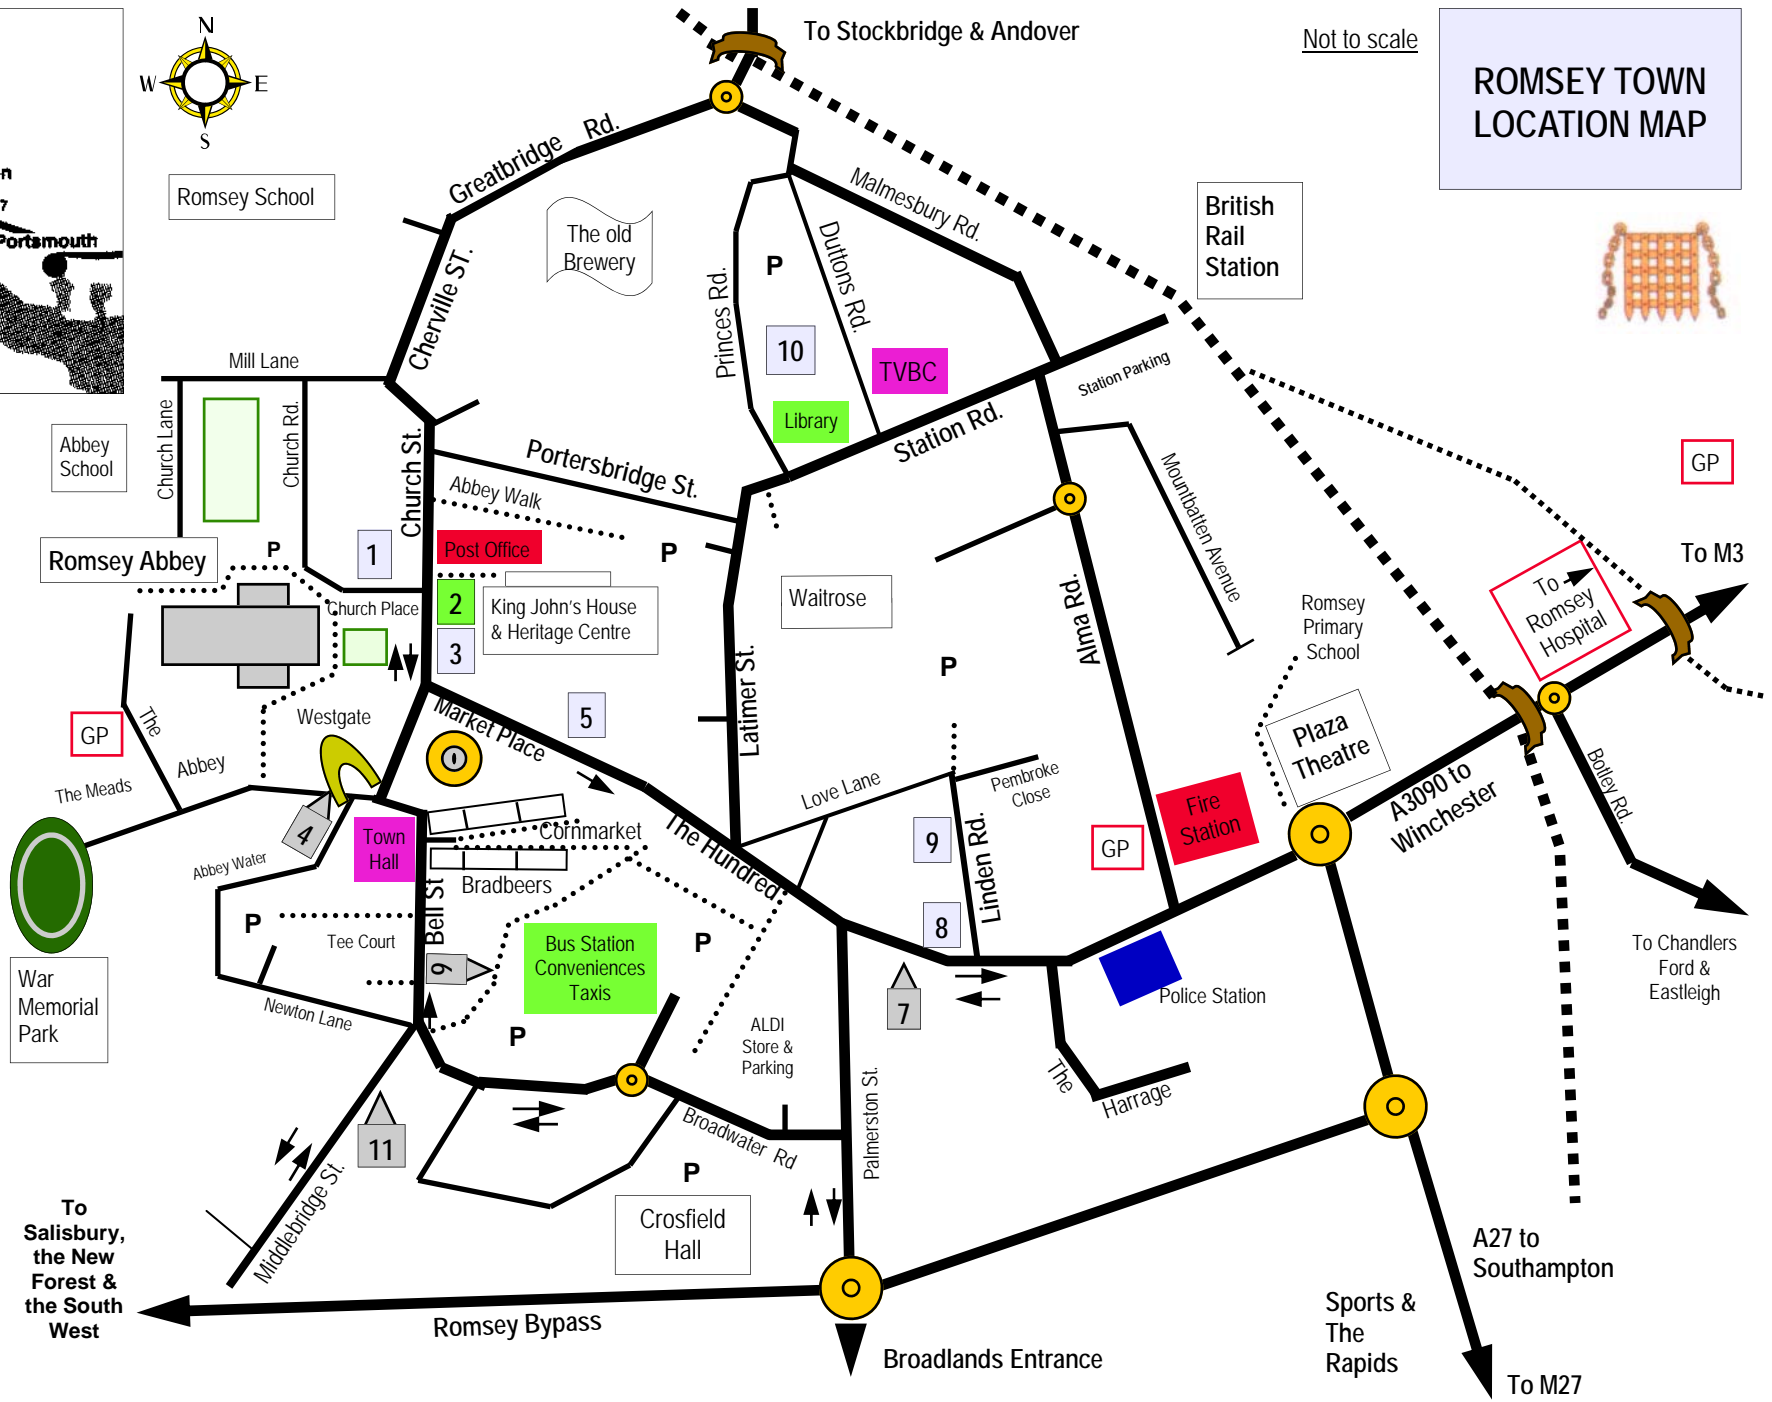 To Stockbridge & Andover
Not to scale
ROMSEY TOWN
LOCATION MAP
N
W
E
S
n
7
Portsmouth
Romsey School
Greatbridge Rd.
The old
Brewery
Malmesbury Rd.
British
Rail
Station
Cherville ST.
Princes Rd.
P
Duttons Rd.
10
TVBC
Library
Station Rd.
Station Parking
Mill Lane
Abbey
School
Church Lane
Church Rd.
Church St.
Portersbridge St.
Abbey Walk
Mountbatten Avenue
GP
Romsey Abbey
P
1
Post Office
P
2
King John's House
& Heritage Centre
3
Church Place
Waitrose
Alma Rd.
Romsey
Primary
School
To
Romsey
Hospital
To M3
P
Latimer St.
5
Market Place
Westgate
GP
The
Abbey
The Meads
Plaza
Theatre
A3090 to
Winchester
Botley Rd.
Love Lane
Pembroke
Close
Fire
Station
4
Town
Hall
Cornmarket
The Hundred
9
Linden Rd.
GP
Abbey Water
Bradbeers
Bell St
P
Tee Court
Bus Station
Conveniences
Taxis
P
8
To Chandlers
Ford &
Eastleigh
War
Memorial
Park
9
7
Police Station
Newton Lane
P
ALDI
Store &
Parking
The
Harrage
Palmerston St.
11
Broadwater Rd
P
Middlebridge St.
Crosfield
Hall
To
Salisbury,
the New
Forest &
the South
West
Romsey Bypass
A27 to
Southampton
Sports &
The
Rapids
Broadlands Entrance
To M27